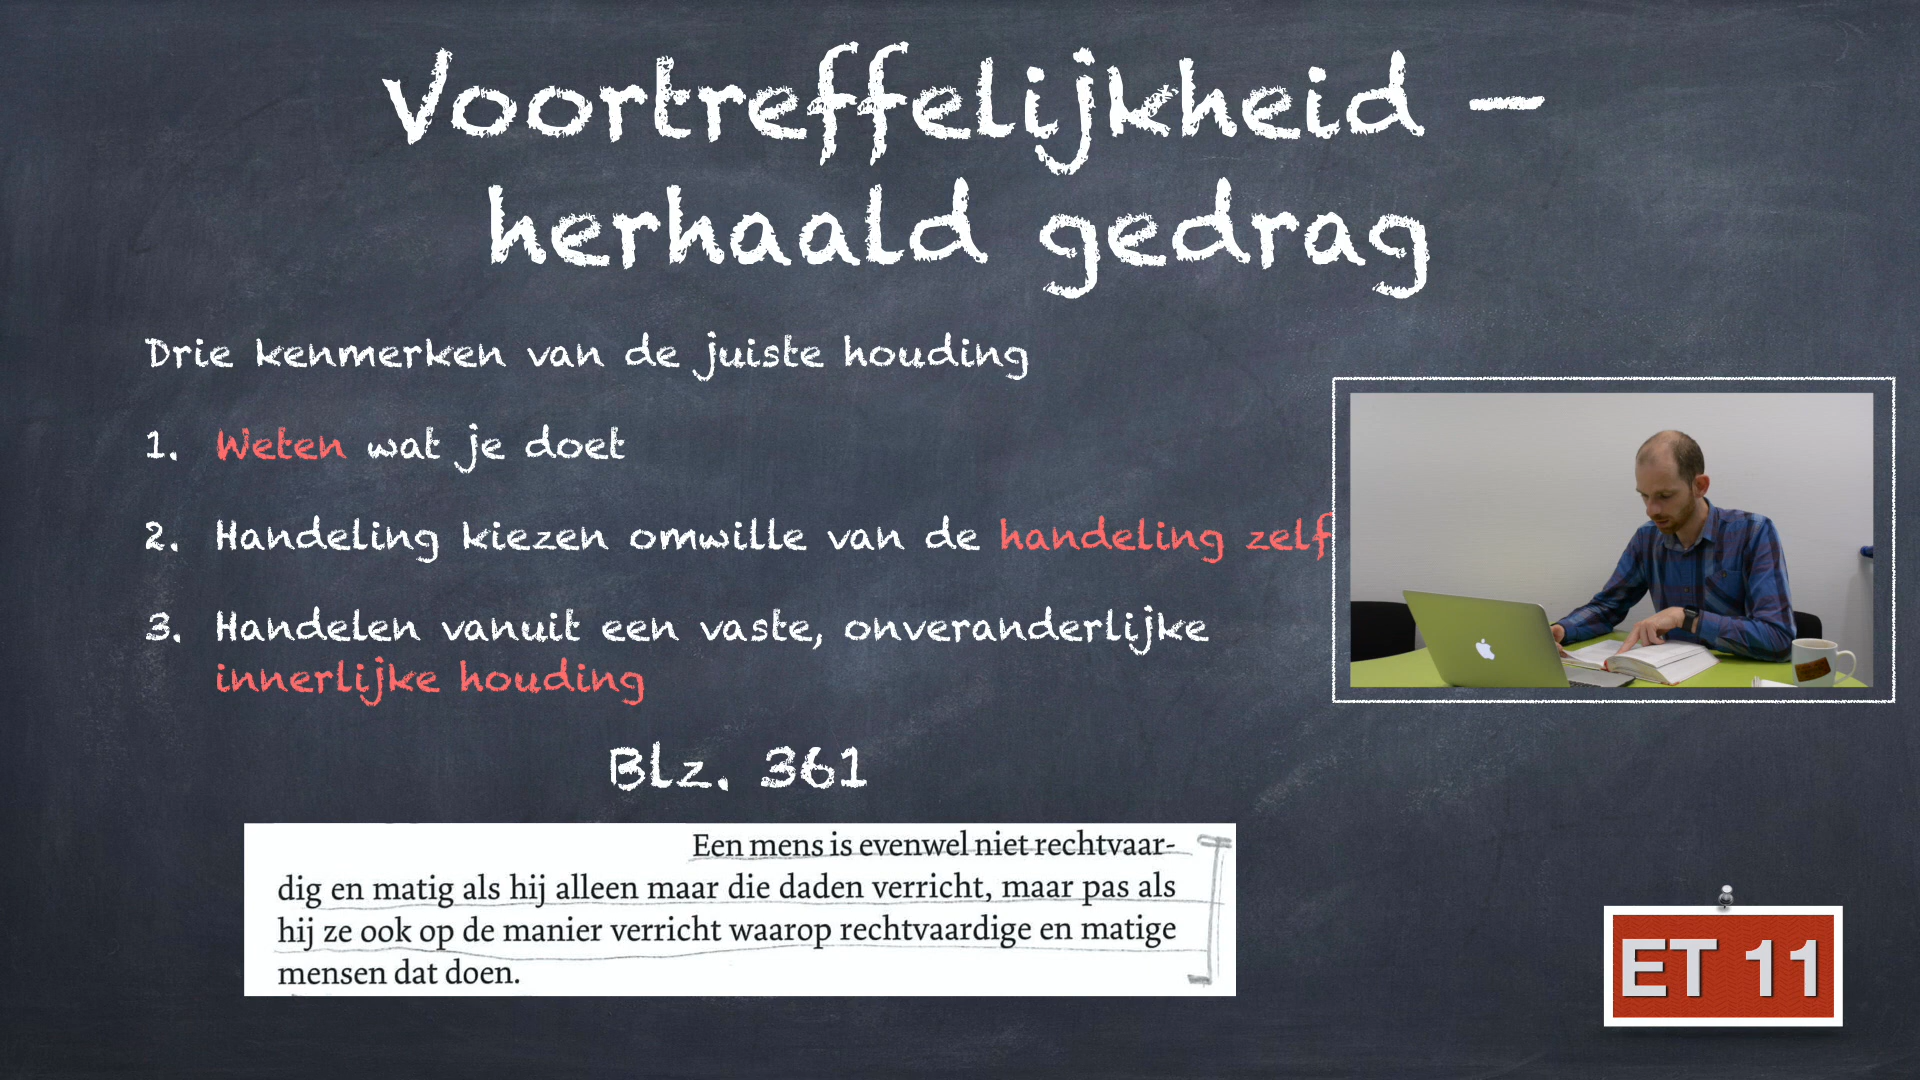 Voortreffelijkheid –
herhaald gedrag
Drie kenmerken van de juiste houding
1. Weten wat je doet
2. Handeling kiezen omwille van de handeling zelf
3. Handelen vanuit een vaste, onveranderlijke
innerlijke houding
Blz. 361
Een mens is evenwel niet rechtvaar-
dig en matig als hij alleen maar die daden verricht, maar pas als
hij ze ook op de manier verricht waarop rechtvaardige en matige
mensen dat doen.
ET 11